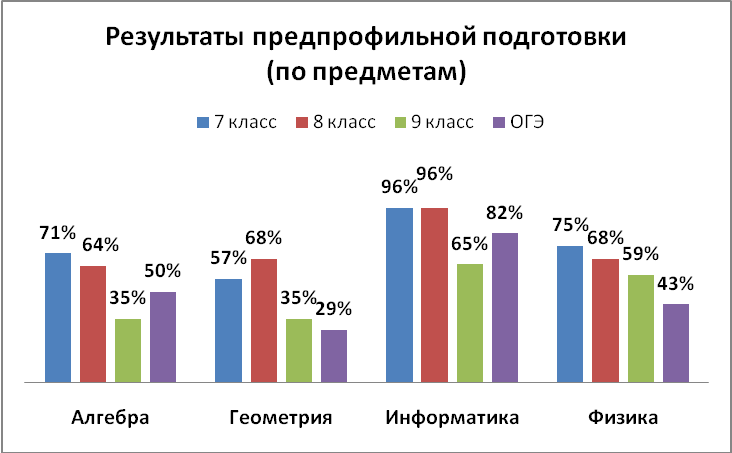 Результаты предпрофильной подготовки
(по предметам)
7 класс 8 класс 9 класс ОГЭ
71% 64% 35% 50% 57% 68% 35% 29% 96% 96% 65% 82% 75% 68% 59% 43%
Алгебра Геометрия Информатика Физика